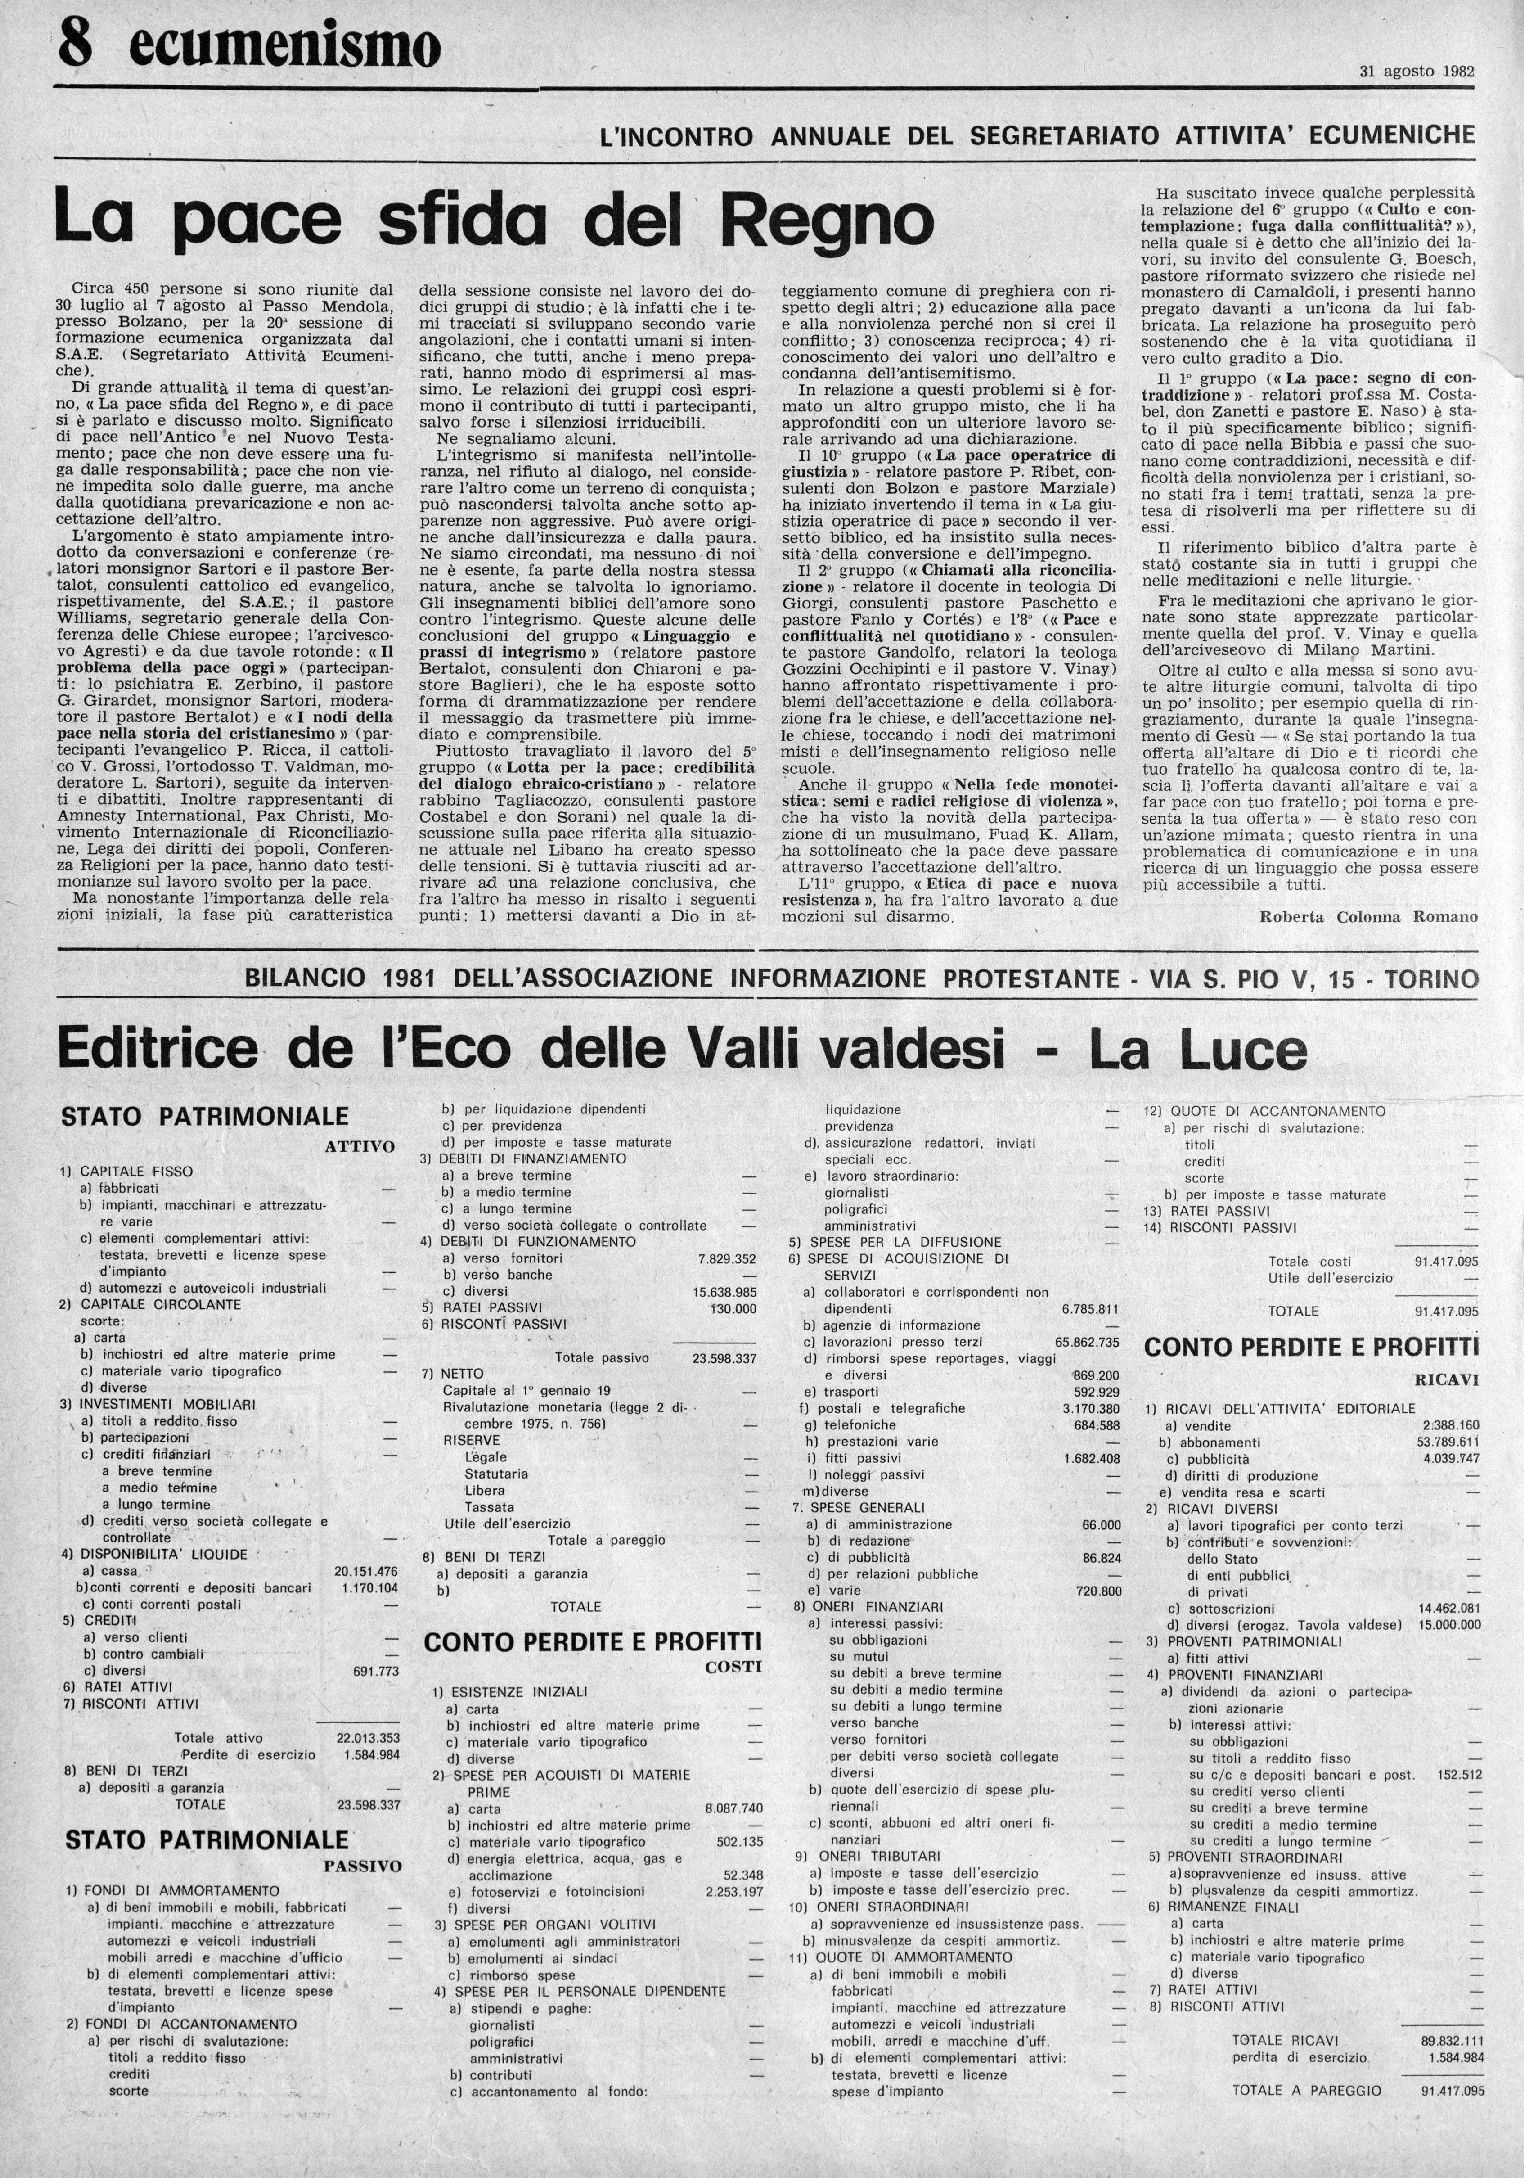 8 ecumenismo
31 agosto 1982
L'INCONTRO ANNUALE DEL SEGRETARIATO ATTIVITA' ECUMENICHE
La pace sfida del Regno
Circa 450 persone si sono riunite dal
30 luglio al 7 agosto al Passo Mendola,
presso Bolzano, per la 20ª sessione di
formazione ecumenica organizzata dal
S.A.E. (Segretariato Attività Ecumeni-
che).
Di grande attualità il tema di quest'an-
no, « La pace sfida del Regno », e di pace
si è parlato e discusso molto. Significato
di pace nell'Antico e nel Nuovo Testa-
mento; pace che non deve essere una fu-
ga dalle responsabilità; pace che non vie-
ne impedita solo dalle guerre, ma anche
dalla quotidiana prevaricazione e non ac-
cettazione dell'altro.
L'argomento è stato ampiamente intro-
dotto da conversazioni e conferenze (re-
latori monsignor Sartori e il pastore Ber-
talot, consulenti cattolico ed evangelico,
rispettivamente, del S.A.E.; il pastore
Williams, segretario generale della Con-
ferenza delle Chiese europee; l'arcivesco-
vo Agresti) e da due tavole rotonde: « Il
problema della pace oggi » (partecipan-
ti: lo psichiatra E. Zerbino, il pastore
G. Girardet, monsignor Sartori, modera-
tore il pastore Bertalot) e « I nodi della
pace nella storia del cristianesimo » (par-
tecipanti l'evangelico P. Ricca, il cattoli-
co V. Grossi, l'ortodosso T. Valdman, mo-
deratore L. Sartori), seguite da interven-
ti e dibattiti. Inoltre rappresentanti di
Amnesty International, Pax Christi, Mo-
vimento Internazionale di Riconciliazio-
ne, Lega dei diritti dei popoli, Conferen-
za Religioni per la pace, hanno dato testi-
monianze sul lavoro svolto per la pace.
Ma nonostante l'importanza delle rela-
zioni iniziali, la fase più caratteristica
della sessione consiste nel lavoro dei do-
dici gruppi di studio; è là infatti che i te-
mi tracciati si sviluppano secondo varie
angolazioni, che i contatti umani si inten-
sificano, che tutti, anche i meno prepa-
rati, hanno modo di esprimersi al mas-
simo. Le relazioni dei gruppi così espri-
mono il contributo di tutti i partecipanti,
salvo forse i silenziosi irriducibili.
Ne segnaliamo alcuni.
L'integrismo si manifesta nell'intolle-
ranza, nel rifiuto al dialogo, nel conside-
rare l'altro come un terreno di conquista;
può nascondersi talvolta anche sotto ap-
parenze non aggressive. Può avere origi-
ne anche dall'insicurezza e dalla paura.
Ne siamo circondati, ma nessuno di noi
ne è esente, fa parte della nostra stessa
natura, anche se talvolta lo ignoriamo.
Gli insegnamenti biblici dell'amore sono
contro l'integrismo. Queste alcune delle
conclusioni del gruppo « Linguaggio e
prassi di integrismo » (relatore pastore
Bertalot, consulenti don Chiaroni e pa-
store Baglieri), che le ha esposte sotto
forma di drammatizzazione per rendere
il messaggio da trasmettere più imme-
diato e comprensibile.
Piuttosto travagliato il lavoro del 5º
gruppo (« Lotta per la pace: credibilità
del dialogo ebraico-cristiano » - relatore
rabbino Tagliacozzo, consulenti pastore
Costabel e don Sorani) nel quale la di-
scussione sulla pace riferita alla situazio-
ne attuale nel Libano ha creato spesso
delle tensioni. Si è tuttavia riusciti ad ar-
rivare ad una relazione conclusiva, che
fra l'altro ha messo in risalto i seguenti
punti: 1) mettersi davanti a Dio in at-
teggiamento comune di preghiera con ri-
spetto degli altri; 2) educazione alla pace
e alla nonviolenza perché non si crei il
conflitto; 3) conoscenza reciproca; 4) ri-
conoscimento dei valori uno dell'altro e
condanna dell'antisemitismo.
In relazione a questi problemi si è for-
mato un altro gruppo misto, che li ha
approfonditi con un ulteriore lavoro se-
rale arrivando ad una dichiarazione.
Il 10º gruppo (« La pace operatrice di
giustizia » - relatore pastore P. Ribet, con-
sulenti don Bolzon e pastore Marziale)
ha iniziato invertendo il tema in « La giu-
stizia operatrice di pace » secondo il ver-
setto biblico, ed ha insistito sulla neces-
sità della conversione e dell'impegno.
Il 2º gruppo (« Chiamati alla riconcilia-
zione » - relatore il docente in teologia Di
Giorgi, consulenti pastore Paschetto e
pastore Fanlo y Cortés) e l'8º (« Pace e
conflittualità nel quotidiano » - consulen-
te pastore Gandolfo, relatori la teologa
Gozzini Occhipinti e il pastore V. Vinay)
hanno affrontato rispettivamente i pro-
blemi dell'accettazione e della collabora-
zione fra le chiese, e dell'accettazione nel-
le chiese, toccando i nodi dei matrimoni
misti e dell'insegnamento religioso nelle
scuole.
Anche il gruppo « Nella fede monotei-
stica: semi e radici religiose di violenza »,
che ha visto la novità della partecipa-
zione di un musulmano, Fuad K. Allam,
ha sottolineato che la pace deve passare
attraverso l'accettazione dell'altro.
L'11º gruppo, « Etica di pace e nuova
resistenza », ha fra l'altro lavorato a due
mozioni sul disarmo.
Ha suscitato invece qualche perplessità
la relazione del 6º gruppo (« Culto e con-
templazione: fuga dalla conflittualità? »),
nella quale si è detto che all'inizio dei la-
vori, su invito del consulente G. Boesch,
pastore riformato svizzero che risiede nel
monastero di Camaldoli, i presenti hanno
pregato davanti a un'icona da lui fab-
bricata. La relazione ha proseguito però
sostenendo che è la vita quotidiana il
vero culto gradito a Dio.
Il 1º gruppo (« La pace: segno di con-
traddizione » - relatori prof.ssa M. Costa-
bel, don Zanetti e pastore E. Naso) è sta-
to il più specificamente biblico; signifi-
cato di pace nella Bibbia e passi che suo-
nano come contraddizioni, necessità e dif-
ficoltà della nonviolenza per i cristiani, so-
no stati fra i temi trattati, senza la pre-
tesa di risolverli ma per riflettere su di
essi.
Il riferimento biblico d'altra parte è
stato costante sia in tutti i gruppi che
nelle meditazioni e nelle liturgie.
Fra le meditazioni che aprivano le gior-
nate sono state apprezzate particolar-
mente quella del prof. V. Vinay e quella
dell'arciveseovo di Milano Martini.
Oltre al culto e alla messa si sono avu-
te altre liturgie comuni, talvolta di tipo
un po' insolito; per esempio quella di rin-
graziamento, durante la quale l'insegna-
mento di Gesù — « Se stai portando la tua
offerta all'altare di Dio e ti ricordi che
tuo fratello ha qualcosa contro di te, la-
scia lì l'offerta davanti all'altare e vai a
far pace con tuo fratello; poi torna e pre-
senta la tua offerta » — è stato reso con
un'azione mimata; questo rientra in una
problematica di comunicazione e in una
ricerca di un linguaggio che possa essere
più accessibile a tutti.
Roberta Colonna Romano
BILANCIO 1981 DELL'ASSOCIAZIONE INFORMAZIONE PROTESTANTE - VIA S. PIO V, 15 - TORINO
Editrice de l'Eco delle Valli valdesi - La Luce
STATO PATRIMONIALE
ATTIVO
1) CAPITALE FISSO
a) fabbricati —
b) impianti, macchinari e attrezzatu-
re varie —
c) elementi complementari attivi:
testata, brevetti e licenze spese
d'impianto —
d) automezzi e autoveicoli industriali —
2) CAPITALE CIRCOLANTE
scorte:
a) carta —
b) inchiostri ed altre materie prime —
c) materiale vario tipografico —
d) diverse
3) INVESTIMENTI MOBILIARI
a) titoli a reddito fisso —
b) partecipazioni —
c) crediti finanziari —
a breve termine
a medio termine
a lungo termine
d) crediti verso società collegate e
controllate —
4) DISPONIBILITA' LIQUIDE
a) cassa 20.151.476
b) conti correnti e depositi bancari 1.170.104
c) conti correnti postali —
5) CREDITI
a) verso clienti —
b) contro cambiali —
c) diversi 691.773
6) RATEI ATTIVI
7) RISCONTI ATTIVI
Totale attivo 22.013.353
Perdite di esercizio 1.584.984
8) BENI DI TERZI
a) depositi a garanzia —
TOTALE 23.598.337
STATO PATRIMONIALE
PASSIVO
1) FONDI DI AMMORTAMENTO
a) di beni immobili e mobili, fabbricati —
impianti, macchine e attrezzature —
automezzi e veicoli industriali —
mobili arredi e macchine d'ufficio —
b) di elementi complementari attivi:
testata, brevetti e licenze spese
d'impianto —
2) FONDI DI ACCANTONAMENTO
a) per rischi di svalutazione:
titoli a reddito fisso
crediti
scorte
b) per liquidazione dipendenti
c) per previdenza
d) per imposte e tasse maturate
3) DEBITI DI FINANZIAMENTO
a) a breve termine —
b) a medio termine —
c) a lungo termine —
d) verso società collegate o controllate —
4) DEBITI DI FUNZIONAMENTO
a) verso fornitori 7.829.352
b) verso banche —
c) diversi 15.638.985
5) RATEI PASSIVI 130.000
6) RISCONTI PASSIVI
Totale passivo 23.598.337
7) NETTO
Capitale al 1º gennaio 19 —
Rivalutazione monetaria (legge 2 di-
cembre 1975, n. 756) —
RISERVE
Legale —
Statutaria —
Libera —
Tassata —
Utile dell'esercizio —
Totale a pareggio —
8) BENI DI TERZI
a) depositi a garanzia —
b) —
TOTALE —
CONTO PERDITE E PROFITTI
COSTI
1) ESISTENZE INIZIALI
a) carta —
b) inchiostri ed altre materie prime —
c) materiale vario tipografico —
d) diverse —
2) SPESE PER ACQUISTI DI MATERIE
PRIME
a) carta 8.087.740
b) inchiostri ed altre materie prime —
c) materiale vario tipografico 502.135
d) energia elettrica, acqua, gas e
acclimazione 52.348
e) fotoservizi e fotoincisioni 2.253.197
f) diversi —
3) SPESE PER ORGANI VOLITIVI
a) emolumenti agli amministratori —
b) emolumenti ai sindaci —
c) rimborso spese —
4) SPESE PER IL PERSONALE DIPENDENTE
a) stipendi e paghe:
giornalisti —
poligrafici —
amministrativi —
b) contributi —
c) accantonamento al fondo:
liquidazione —
previdenza —
d) assicurazione redattori, inviati
speciali ecc. —
e) lavoro straordinario:
giornalisti —
poligrafici —
amministrativi —
5) SPESE PER LA DIFFUSIONE —
6) SPESE DI ACQUISIZIONE DI
SERVIZI
a) collaboratori e corrispondenti non
dipendenti 6.785.811
b) agenzie di informazione —
c) lavorazioni presso terzi 65.862.735
d) rimborsi spese reportages, viaggi
e diversi 869.200
e) trasporti 592.929
f) postali e telegrafiche 3.170.380
g) telefoniche 684.588
h) prestazioni varie —
i) fitti passivi 1.682.408
l) noleggi passivi —
m) diverse —
7. SPESE GENERALI
a) di amministrazione 66.000
b) di redazione —
c) di pubblicità 86.824
d) per relazioni pubbliche —
e) varie 720.800
8) ONERI FINANZIARI
a) interessi passivi:
su obbligazioni —
su mutui —
su debiti a breve termine —
su debiti a medio termine —
su debiti a lungo termine —
verso banche —
verso fornitori —
per debiti verso società collegate —
diversi —
b) quote dell'esercizio di spese plu-
riennali —
c) sconti, abbuoni ed altri oneri fi-
nanziari —
9) ONERI TRIBUTARI
a) imposte e tasse dell'esercizio —
b) imposte e tasse dell'esercizio prec. —
10) ONERI STRAORDINARI
a) sopravvenienze ed insussistenze pass. —
b) minusvalenze da cespiti ammortiz. —
11) QUOTE DI AMMORTAMENTO
a) di beni immobili e mobili —
fabbricati —
impianti, macchine ed attrezzature —
automezzi e veicoli industriali —
mobili, arredi e macchine d'uff. —
b) di elementi complementari attivi:
testata, brevetti e licenze —
spese d'impianto —
12) QUOTE DI ACCANTONAMENTO
a) per rischi di svalutazione:
titoli —
crediti —
scorte —
b) per imposte e tasse maturate —
13) RATEI PASSIVI —
14) RISCONTI PASSIVI —
Totale costi 91.417.095
Utile dell'esercizio —
TOTALE 91.417.095
CONTO PERDITE E PROFITTI
RICAVI
1) RICAVI DELL'ATTIVITA' EDITORIALE
a) vendite 2.388.160
b) abbonamenti 53.789.611
c) pubblicità 4.039.747
d) diritti di produzione —
e) vendita resa e scarti —
2) RICAVI DIVERSI
a) lavori tipografici per conto terzi —
b) contributi e sovvenzioni:
dello Stato —
di enti pubblici —
di privati —
c) sottoscrizioni 14.462.081
d) diversi (erogaz. Tavola valdese) 15.000.000
3) PROVENTI PATRIMONIALI
a) fitti attivi —
4) PROVENTI FINANZIARI
a) dividendi da azioni o partecipa-
zioni azionarie —
b) interessi attivi:
su obbligazioni —
su titoli a reddito fisso —
su c/c e depositi bancari e post. 152.512
su crediti verso clienti —
su crediti a breve termine —
su crediti a medio termine —
su crediti a lungo termine —
5) PROVENTI STRAORDINARI
a) sopravvenienze ed insuss. attive —
b) plusvalenze da cespiti ammortizz. —
6) RIMANENZE FINALI
a) carta —
b) inchiostri e altre materie prime —
c) materiale vario tipografico —
d) diverse —
7) RATEI ATTIVI —
8) RISCONTI ATTIVI —
TOTALE RICAVI 89.832.111
perdita di esercizio 1.584.984
TOTALE A PAREGGIO 91.417.095